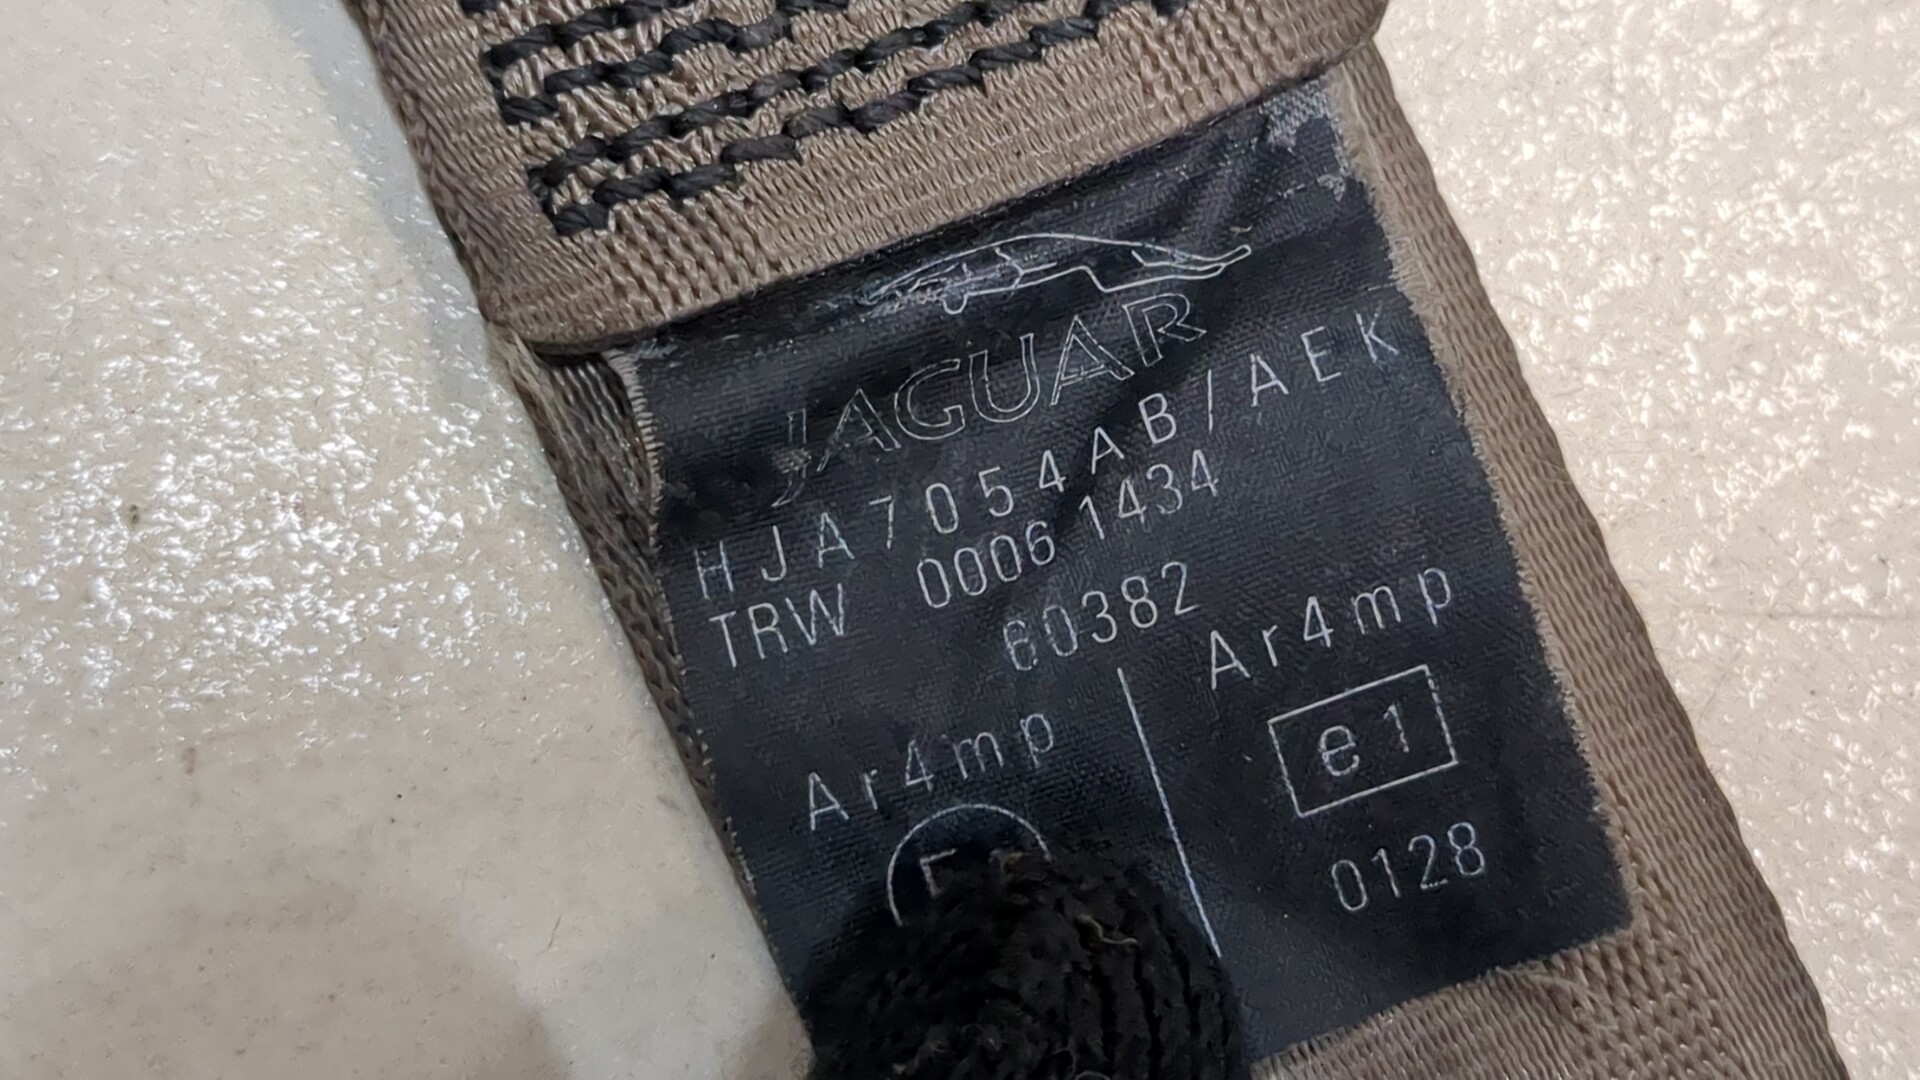 JAGUAR
HJA7054AB/AEK
TRW 0006 1434
60382
Ar4mp
Ar4mp
e1
0128